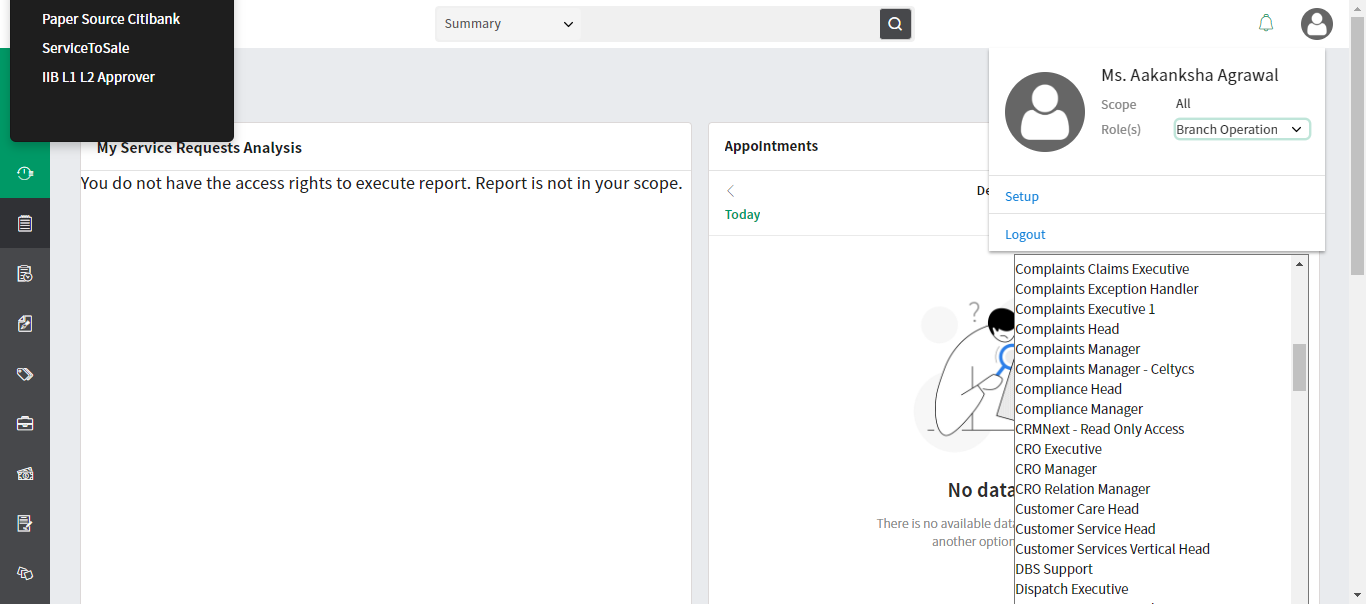 Paper Source Citibank
ServiceToSale
IIB L1 L2 Approver
Summary
Ms. Aakanksha Agrawal
Scope All
Role(s) Branch Operation
Setup
Logout
My Service Requests Analysis
You do not have the access rights to execute report. Report is not in your scope.
Appointments
Today
?
No data
There is no available
another
Complaints Claims Executive
Complaints Exception Handler
Complaints Executive 1
Complaints Head
Complaints Manager
Complaints Manager - Celtycs
Compliance Head
Compliance Manager
CRMNext - Read Only Access
CRO Executive
CRO Manager
CRO Relation Manager
Customer Care Head
Customer Service Head
Customer Services Vertical Head
DBS Support
Dispatch Executive